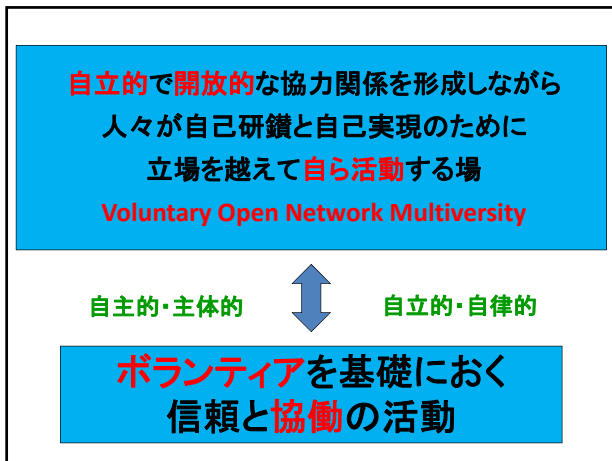 自立的で開放的な協力関係を形成しながら
人々が自己研鑽と自己実現のために
立場を越えて自ら活動する場
Voluntary Open Network Multiversity
自主的・主体的
自立的・自律的
ボランティアを基礎におく
信頼と協働の活動